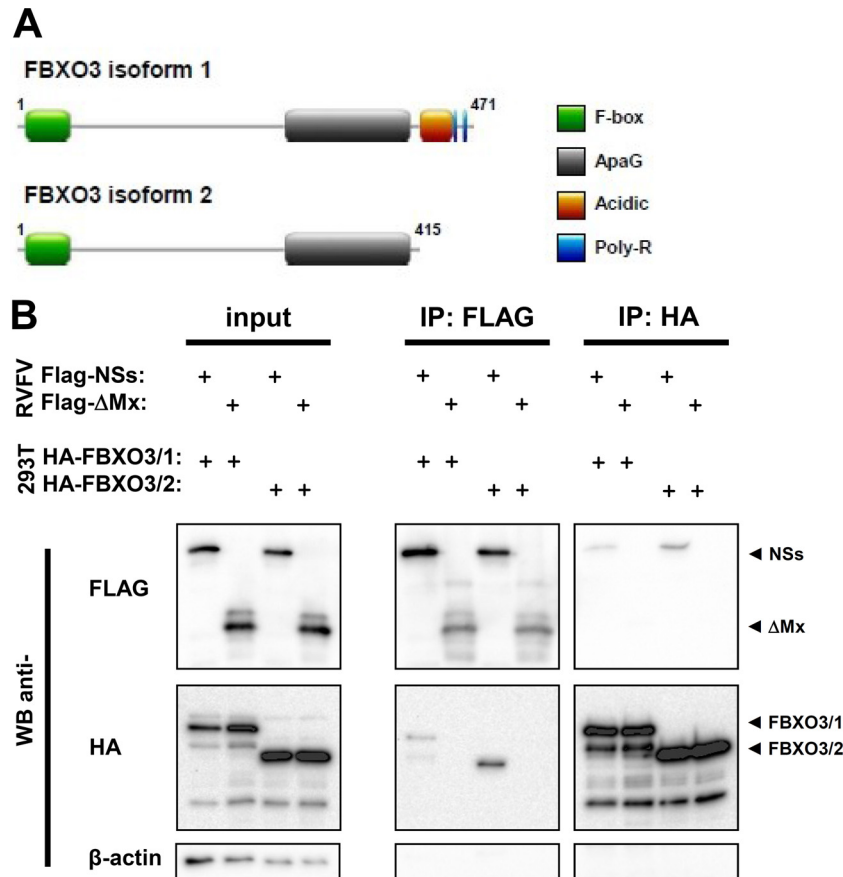 A
FBXO3 isoform 1
1 471
FBXO3 isoform 2
1 415
F-box
ApaG
Acidic
Poly-R
B
input IP: FLAG IP: HA
RVFV
Flag-NSs: + + + + + +
Flag-ΔMx: + + + + + +
293T
HA-FBXO3/1: + + + + + +
HA-FBXO3/2: + + + + + +
WB anti-
FLAG
◄ NSs
◄ ΔMx
HA
◄ FBXO3/1
◄ FBXO3/2
β-actin